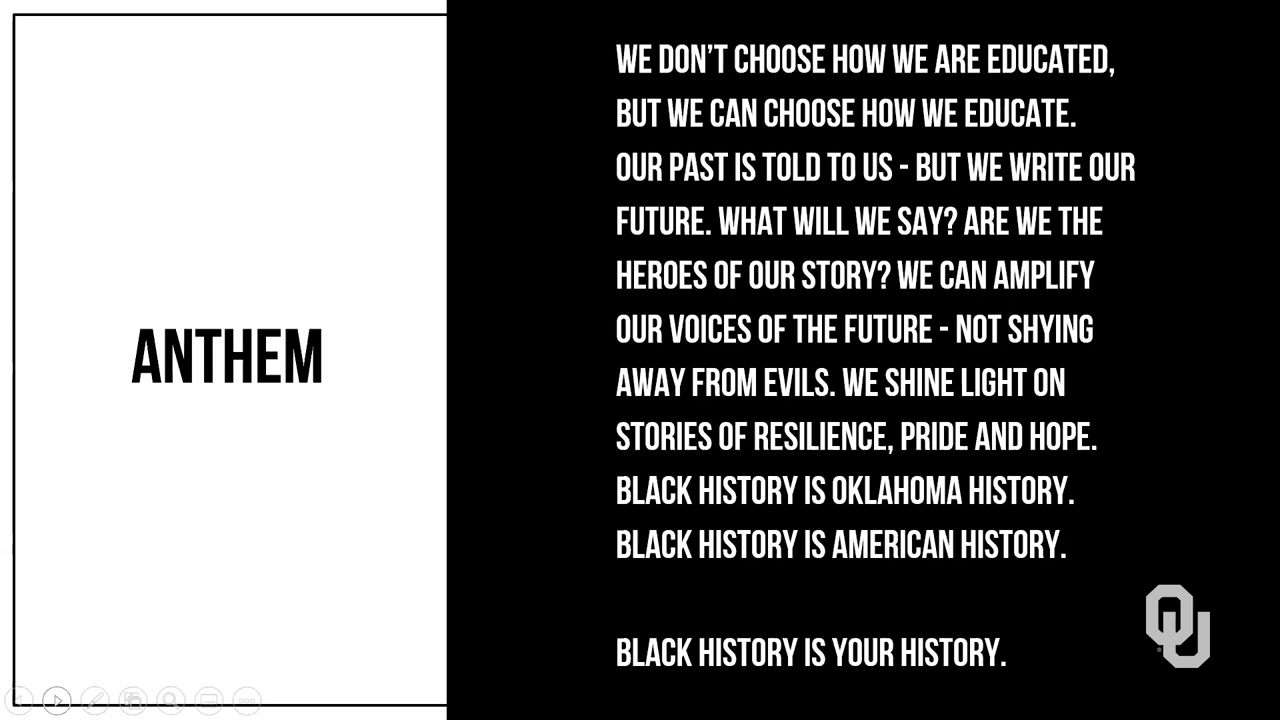 ANTHEM
WE DON'T CHOOSE HOW WE ARE EDUCATED,
BUT WE CAN CHOOSE HOW WE EDUCATE.
OUR PAST IS TOLD TO US - BUT WE WRITE OUR
FUTURE. WHAT WILL WE SAY? ARE WE THE
HEROES OF OUR STORY? WE CAN AMPLIFY
OUR VOICES OF THE FUTURE - NOT SHYING
AWAY FROM EVILS. WE SHINE LIGHT ON
STORIES OF RESILIENCE, PRIDE AND HOPE.
BLACK HISTORY IS OKLAHOMA HISTORY.
BLACK HISTORY IS AMERICAN HISTORY.
BLACK HISTORY IS YOUR HISTORY.
OU